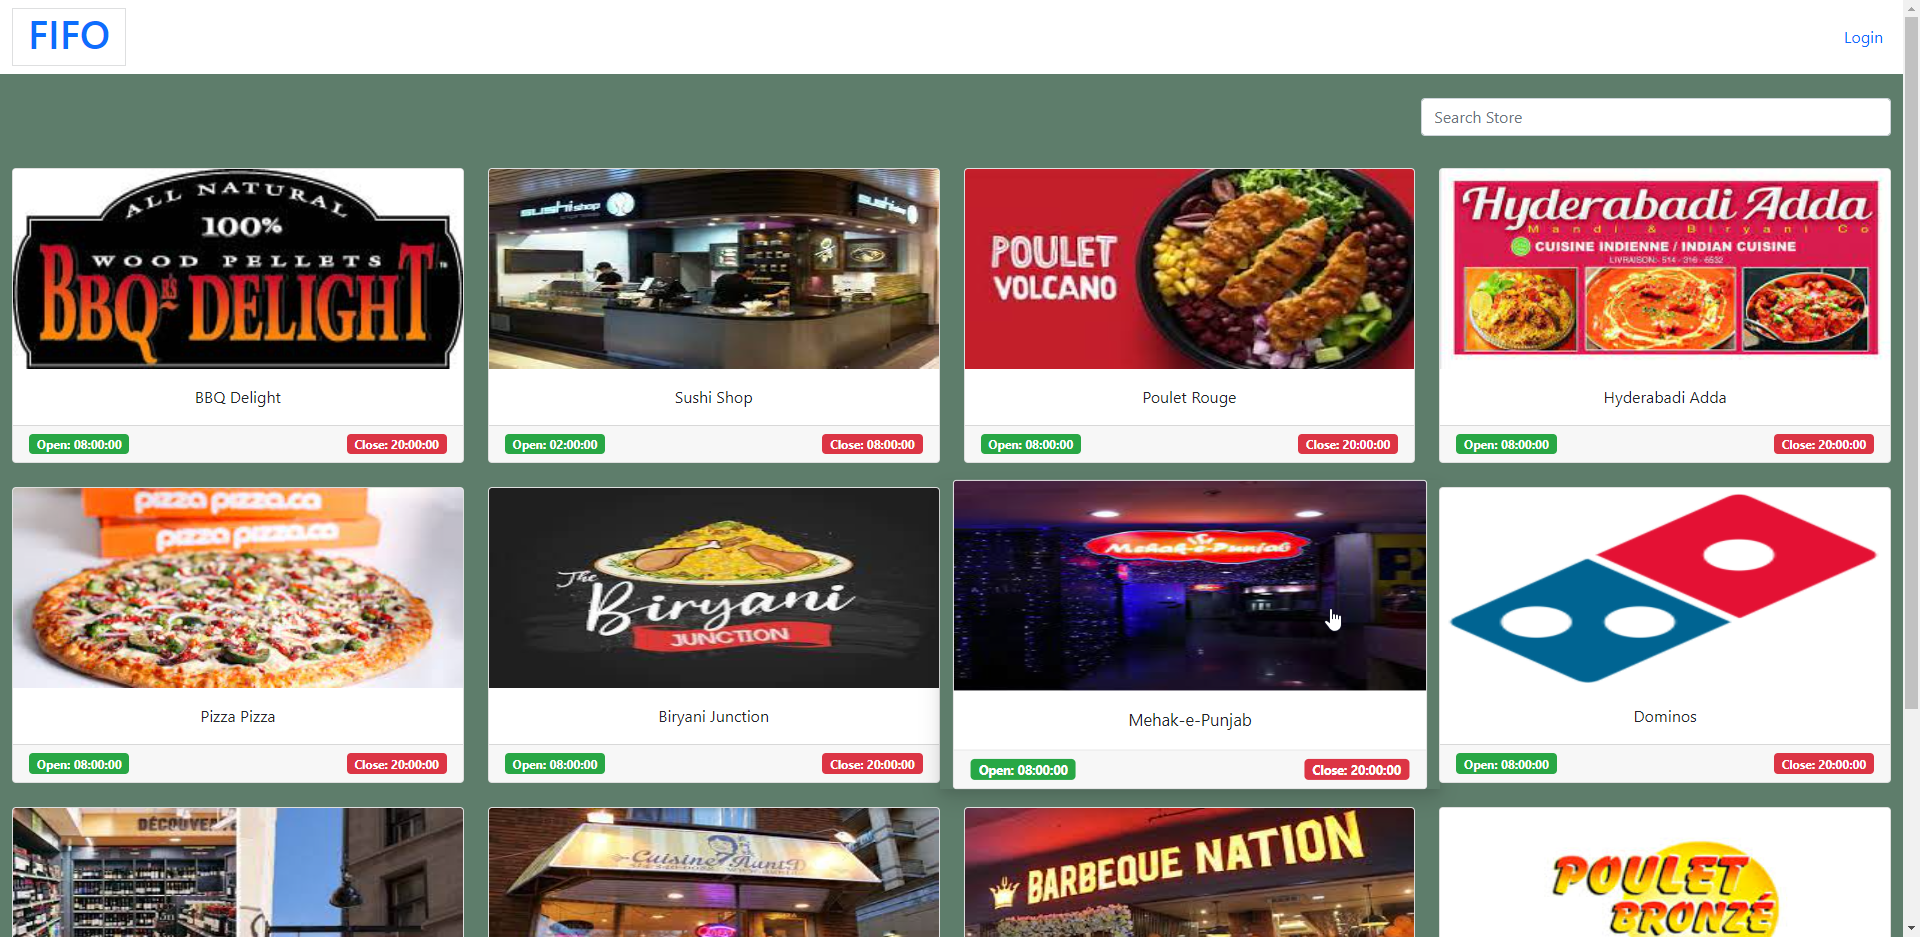 FIFO
Login
Search Store
ALL NATURAL
100%
WOOD PELLETS
BBQR'S DELIGHT
sushi shop
sushi shop
POULET
VOLCANO
Hyderabadi Adda
Mandi & Biryani Co
CUISINE INDIENNE / INDIAN CUISINE
LIVRAISON:- 514 - 316 - 6532
BBQ Delight
Sushi Shop
Poulet Rouge
Hyderabadi Adda
Open: 08:00:00
Close: 20:00:00
Open: 02:00:00
Close: 08:00:00
Open: 08:00:00
Close: 20:00:00
Open: 08:00:00
Close: 20:00:00
pizza pizza.ca
pizza pizza.ca
The
Biryani
JUNCTION
Mehak-e-Punjab
Pizza Pizza
Biryani Junction
Mehak-e-Punjab
Dominos
Open: 08:00:00
Close: 20:00:00
Open: 08:00:00
Close: 20:00:00
Open: 08:00:00
Close: 20:00:00
Open: 08:00:00
Close: 20:00:00
DÉCOUVERTE
Cuisine AuntG
BARBEQUE NATION
POULET
BRONZÉ